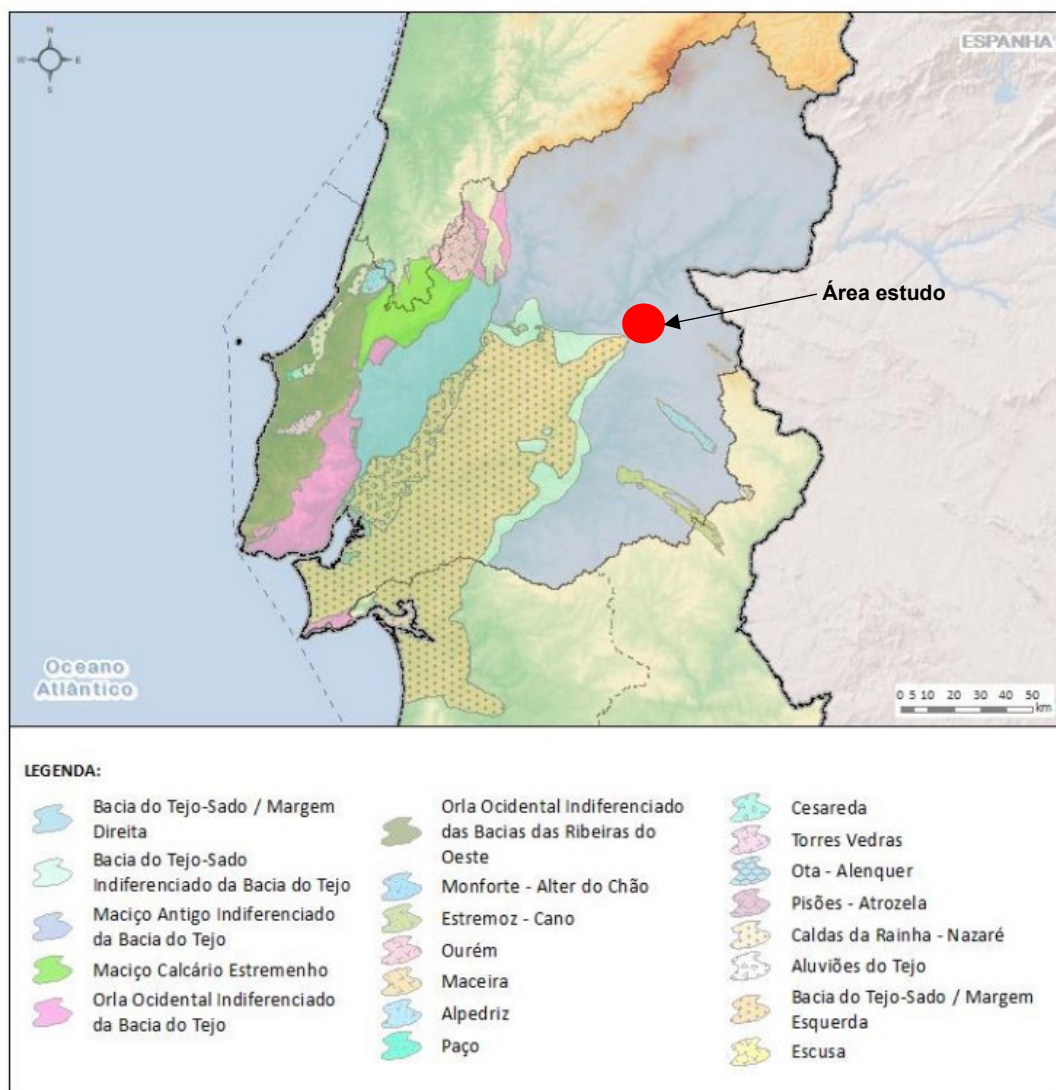 N
W E
S
ESPANHA
Área estudo
Oceano
Atlântico
0 5 10 20 30 40 50
km
LEGENDA:
Bacia do Tejo-Sado / Margem
Direita
Bacia do Tejo-Sado
Indiferenciado da Bacia do Tejo
Maciço Antigo Indiferenciado
da Bacia do Tejo
Maciço Calcário Estremenho
Orla Ocidental Indiferenciado
da Bacia do Tejo
Orla Ocidental Indiferenciado
das Bacias das Ribeiras do
Oeste
Monforte - Alter do Chão
Estremoz - Cano
Ourém
Maceira
Alpedriz
Paço
Cesareda
Torres Vedras
Ota - Alenquer
Pisões - Atrozela
Caldas da Rainha - Nazaré
Aluviões do Tejo
Bacia do Tejo-Sado / Margem
Esquerda
Escusa